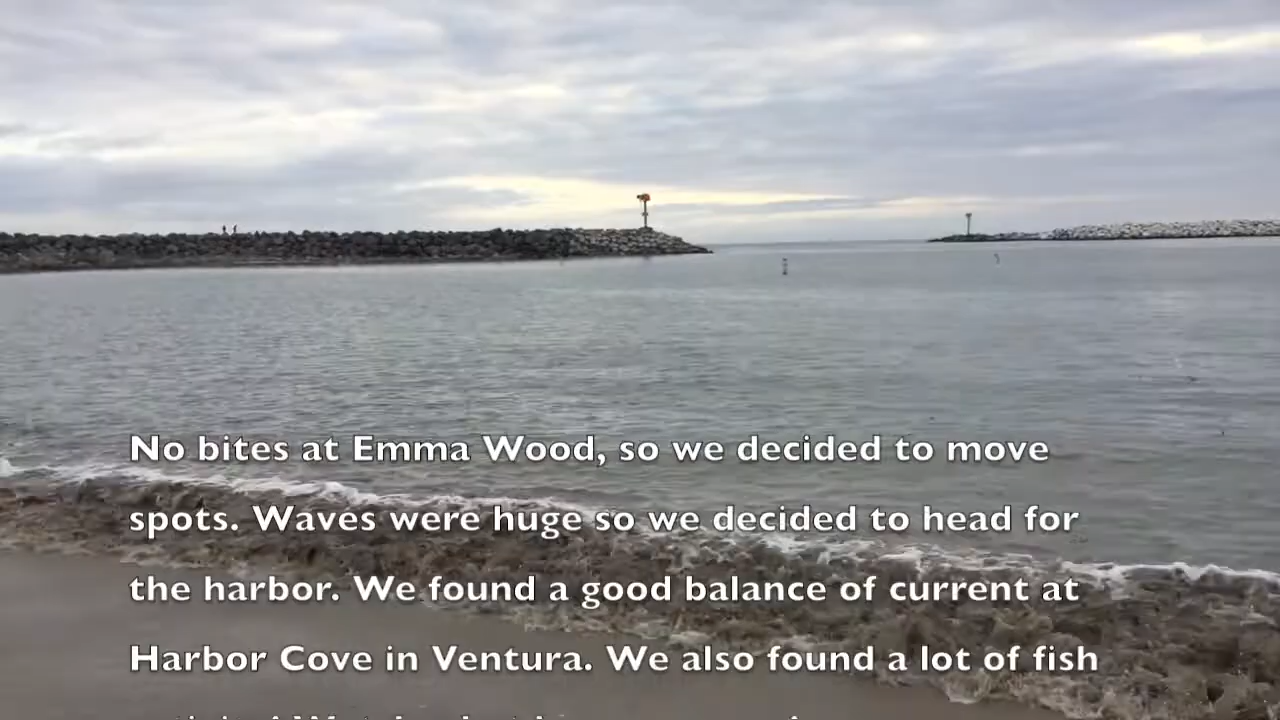 No bites at Emma Wood, so we decided to move
spots. Waves were huge so we decided to head for
the harbor. We found a good balance of current at
Harbor Cove in Ventura. We also found a lot of fish